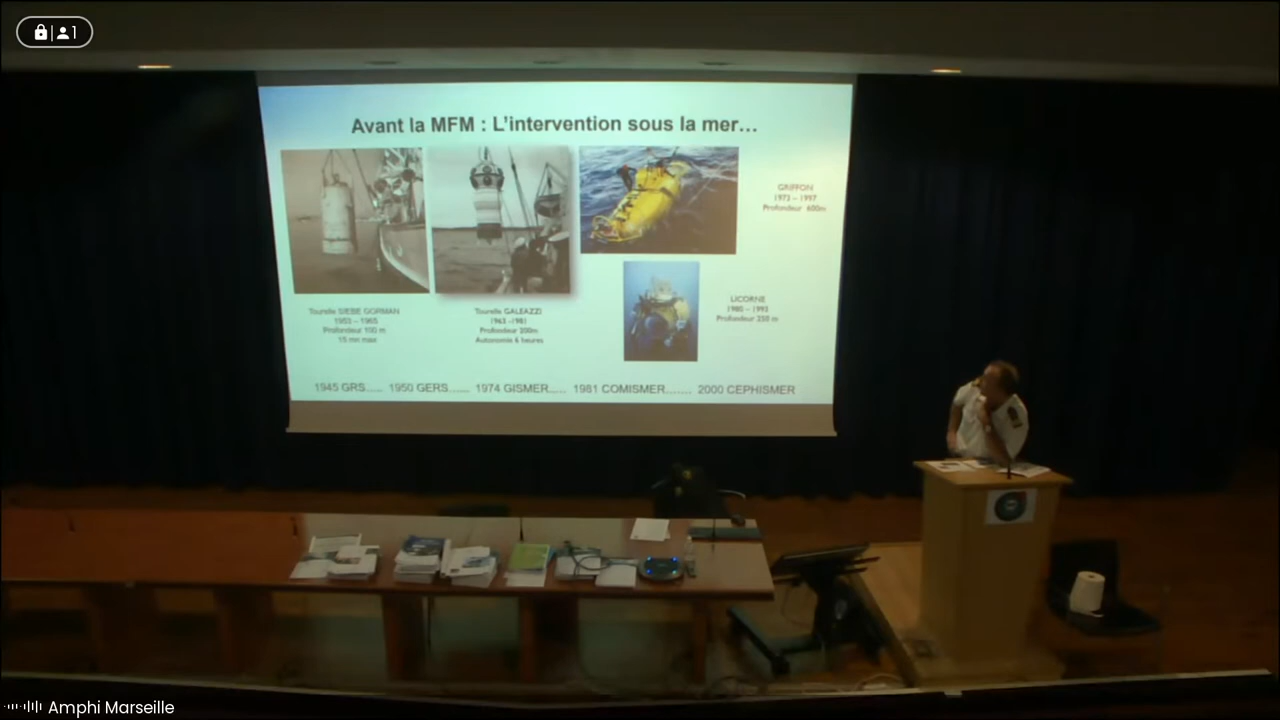 1
Avant la MFM : L'intervention sous la mer...
GRIFFON
1973 – 1997
Profondeur 600m
LICORNE
1980 – 1993
Profondeur 250 m
Tourelle SIEBE GORMAN
1953 – 1965
Profondeur 100 m
15 mn max
Tourelle GALEAZZI
1963 -1981
Profondeur 200m
Autonomie 6 heures
1945 GRS..... 1950 GERS....... 1974 GISMER..... 1981 COMISMER........ 2000 CEPHISMER
Amphi Marseille